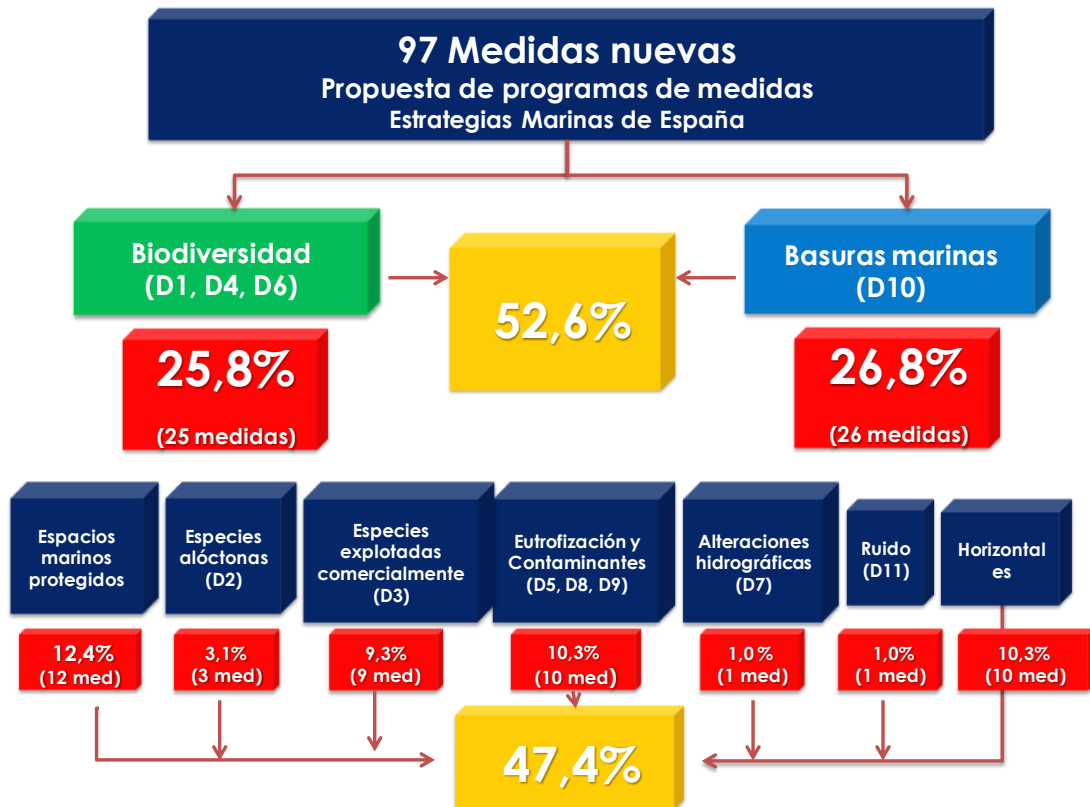 97 Medidas nuevas
Propuesta de programas de medidas
Estrategias Marinas de España
Biodiversidad
(D1, D4, D6)
52,6%
Basuras marinas
(D10)
25,8%
(25 medidas)
26,8%
(26 medidas)
Espacios
marinos
protegidos
Especies
alóctonas
(D2)
Especies
explotadas
comercialmente
(D3)
Eutrofización y
Contaminantes
(D5, D8, D9)
Alteraciones
hidrográficas
(D7)
Ruido
(D11)
Horizontal
es
12,4%
(12 med)
3,1%
(3 med)
9,3%
(9 med)
10,3%
(10 med)
1,0%
(1 med)
1,0%
(1 med)
10,3%
(10 med)
47,4%